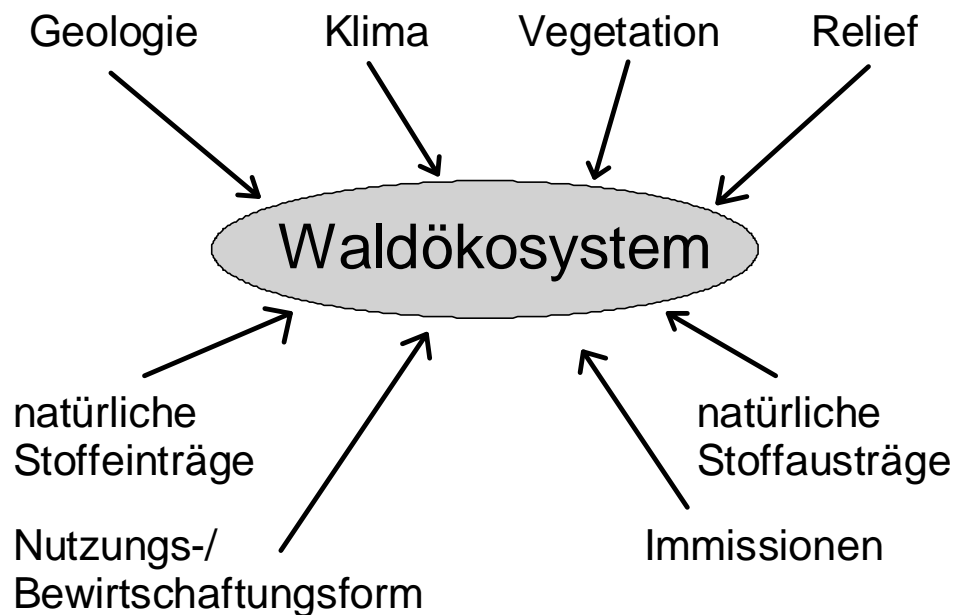 Geologie Klima Vegetation Relief
Waldökosystem
natürliche
Stoffeinträge
natürliche
Stoffausträge
Nutzungs-/
Bewirtschaftungsform
Immissionen